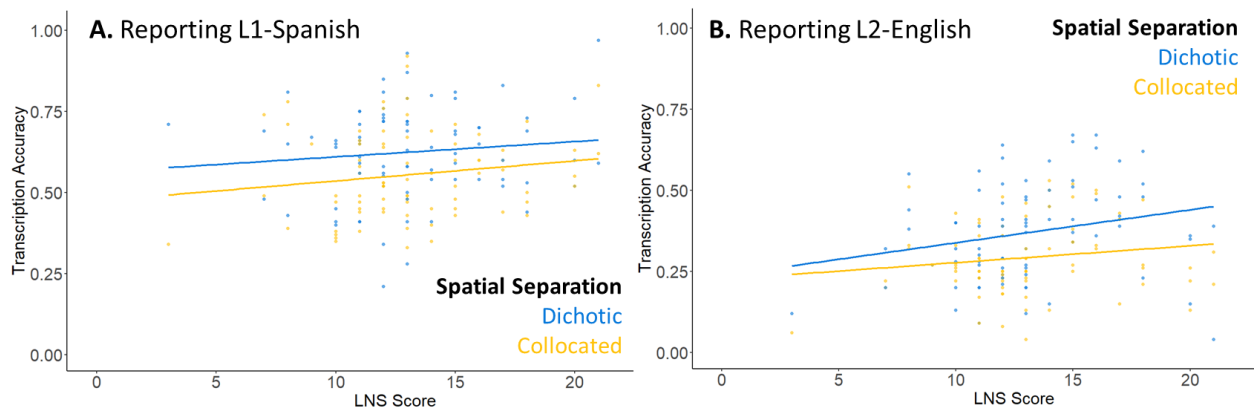 A. Reporting L1-Spanish
Transcription Accuracy
1.00
0.75
0.50
0.25
0.00
Spatial Separation
Dichotic
Collocated
0 5 10 15 20
LNS Score
B. Reporting L2-English
Spatial Separation
Dichotic
Collocated
Transcription Accuracy
1.00
0.75
0.50
0.25
0.00
0 5 10 15 20
LNS Score